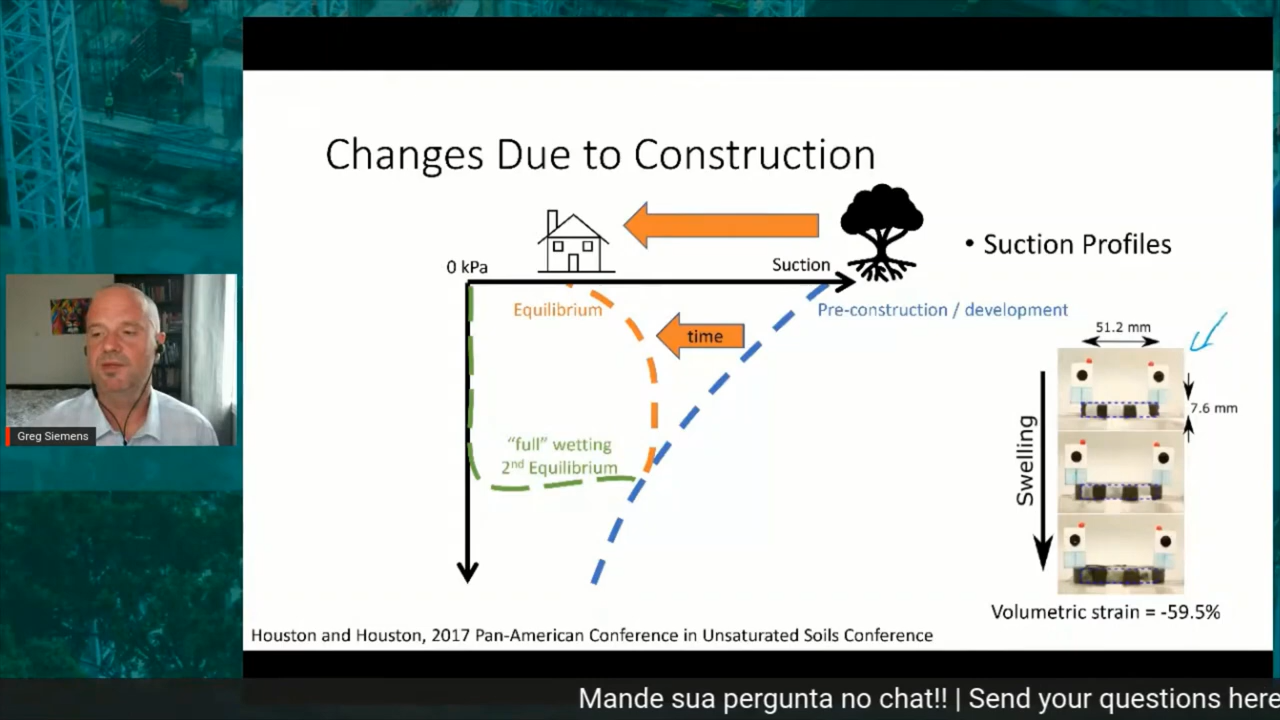 Changes Due to Construction
0 kPa
Suction
• Suction Profiles
Equilibrium
Pre-construction / development
time
51.2 mm
7.6 mm
Swelling
"full" wetting
2nd Equilibrium
Volumetric strain = -59.5%
Houston and Houston, 2017 Pan-American Conference in Unsaturated Soils Conference
Greg Siemens
Mande sua pergunta no chat!! | Send your questions here